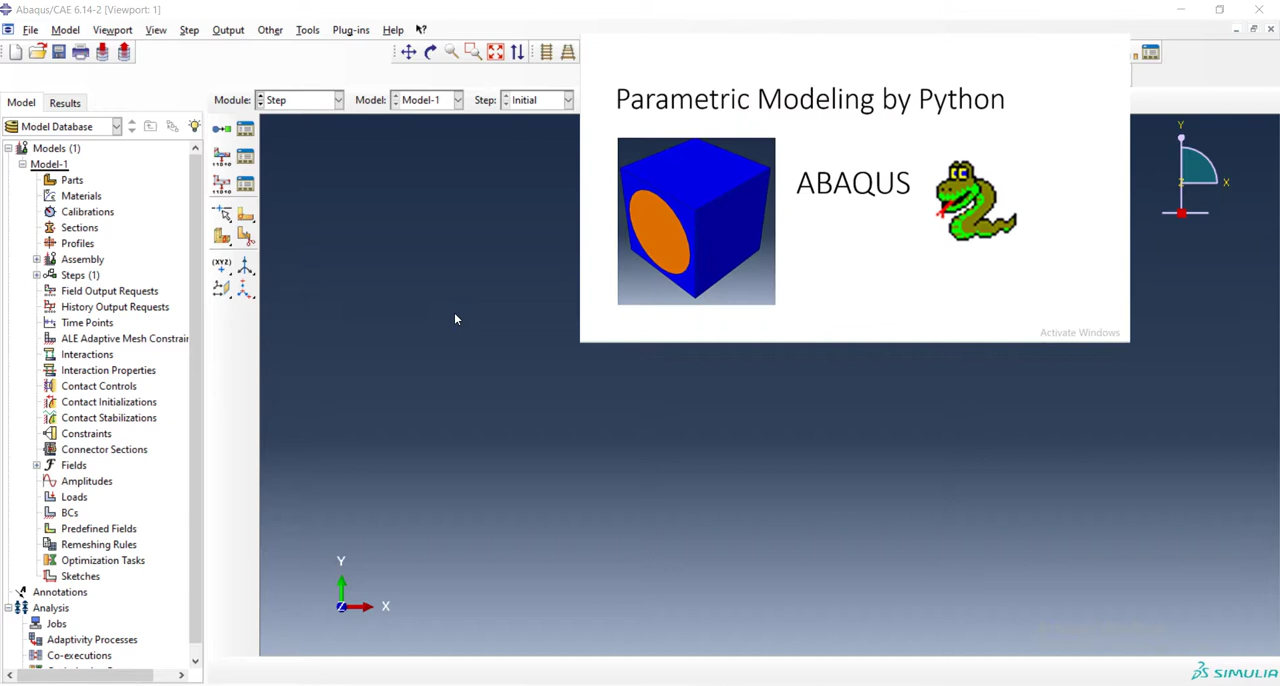 Abaqus/CAE 6.14-2 [Viewport: 1]
File Model Viewport View Step Output Other Tools Plug-ins Help
Model Results
Module: Step Model: Model-1 Step: Initial
Model Database
Models (1)
Model-1
Parts
Materials
Calibrations
Sections
Profiles
Assembly
Steps (1)
Field Output Requests
History Output Requests
Time Points
ALE Adaptive Mesh Constrain
Interactions
Interaction Properties
Contact Controls
Contact Initializations
Contact Stabilizations
Constraints
Connector Sections
Fields
Amplitudes
Loads
BCs
Predefined Fields
Remeshing Rules
Optimization Tasks
Sketches
Annotations
Analysis
Jobs
Adaptivity Processes
Co-executions
(XYZ)
Parametric Modeling by Python
ABAQUS
Activate Windows
Y
Z X
Y
Z X
SIMULIA